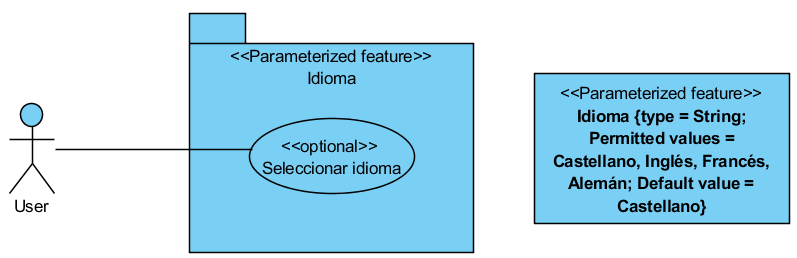 <<Parameterized feature>>
Idioma
<<optional>>
Seleccionar idioma
User
<<Parameterized feature>>
Idioma {type = String;
Permitted values =
Castellano, Inglés, Francés,
Alemán; Default value =
Castellano}